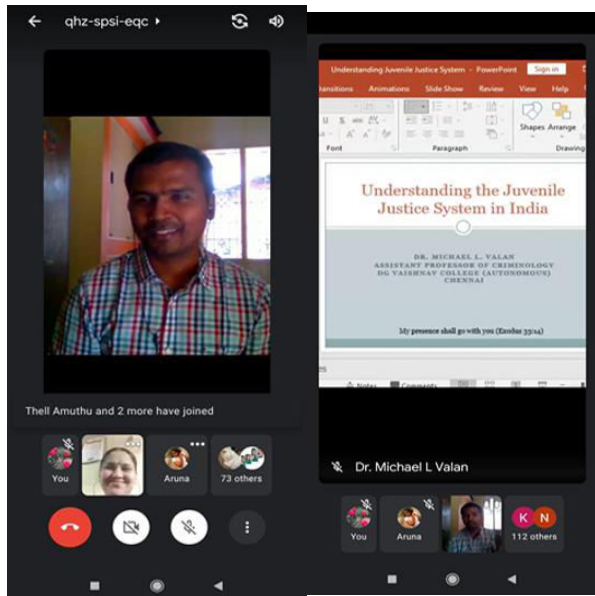 qhz-spsi-eqc
Thell Amuthu and 2 more have joined
You
Aruna
73 others
Understanding Juvenile Justice System - PowerPoint
Sign in
Animations
Slide Show
Review
View
Help
Shapes
Arrange
Font
Paragraph
Drawing
Understanding the Juvenile
Justice System in India
DR. MICHAEL L. VALAN
ASSISTANT PROFESSOR OF CRIMINOLOGY
DG VAISHNAV COLLEGE (AUTONOMOUS)
CHENNAI
My presence shall go with you (Exodus 33:14)
Notes
Comments
Dr. Michael L Valan
You
Aruna
K
N
112 others